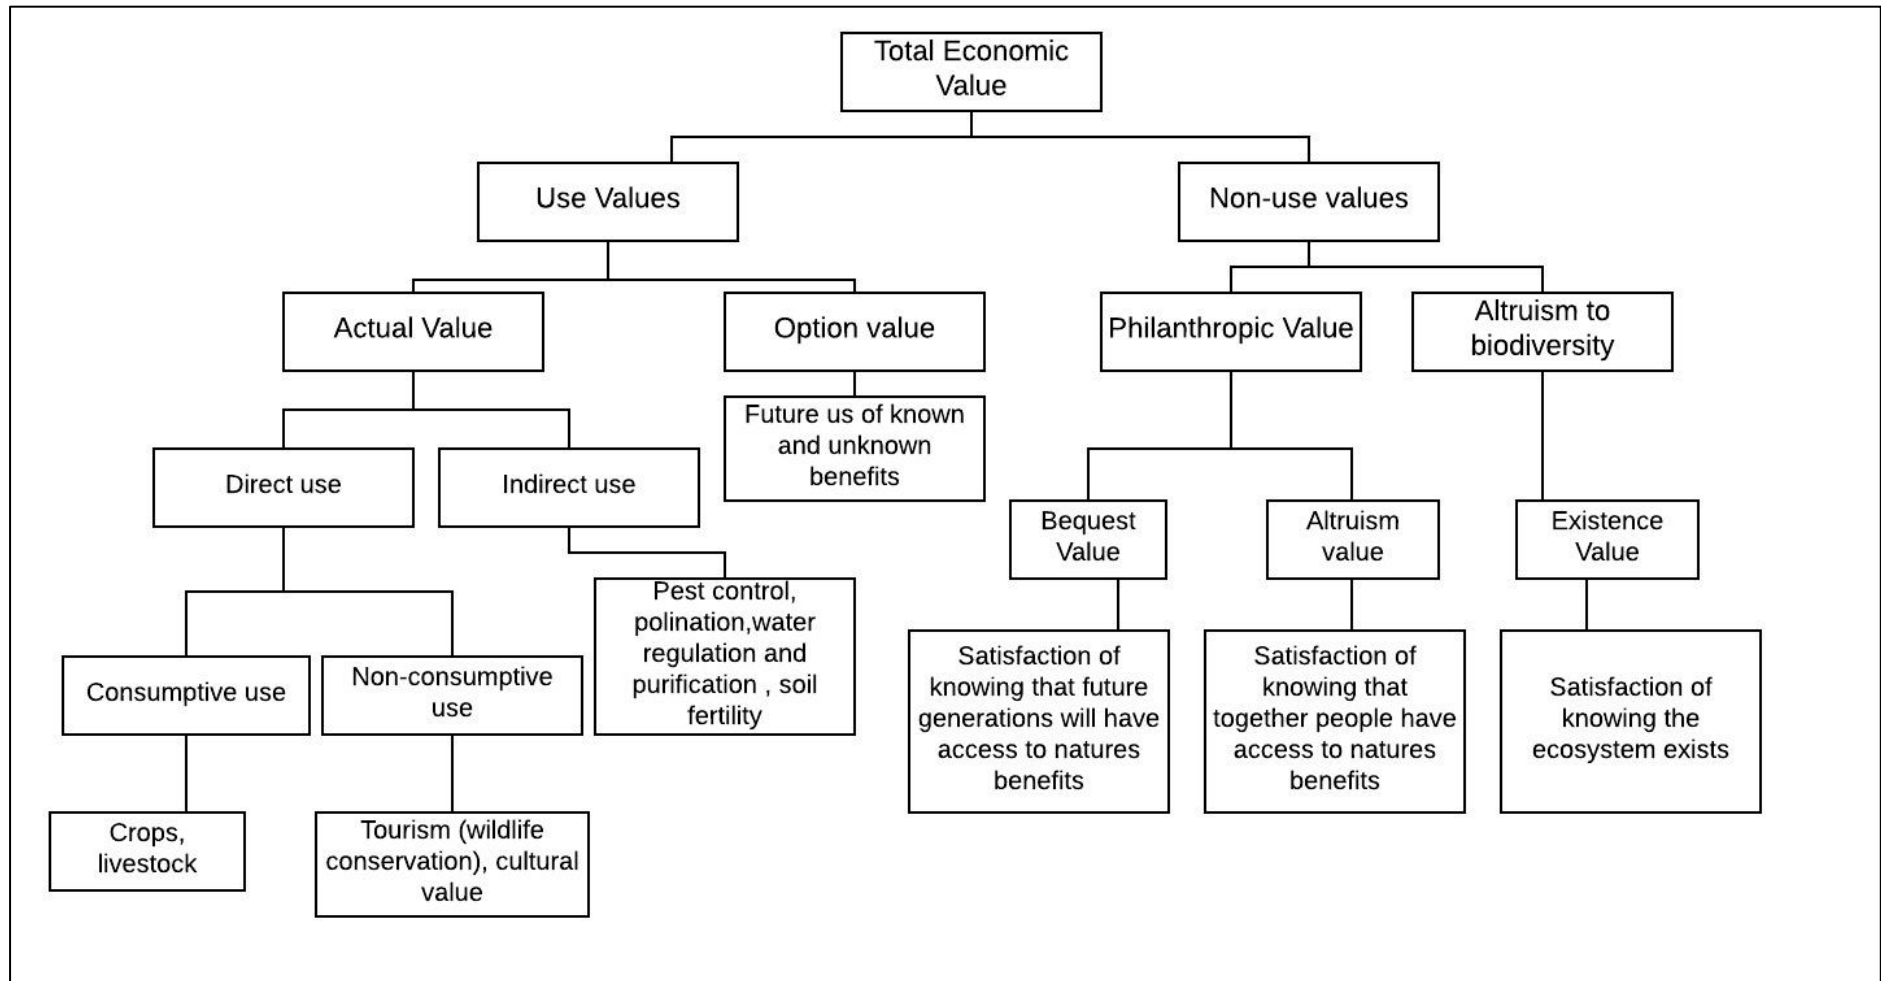 Total Economic
Value
Use Values
Non-use values
Actual Value
Option value
Philanthropic Value
Altruism to
biodiversity
Future us of known
and unknown
benefits
Direct use
Indirect use
Bequest
Value
Altruism
value
Existence
Value
Pest control,
polination,water
regulation and
purification , soil
fertility
Consumptive use
Non-consumptive
use
Satisfaction of
knowing that future
generations will have
access to natures
benefits
Satisfaction of
knowing that
together people have
access to natures
benefits
Satisfaction of
knowing the
ecosystem exists
Crops,
livestock
Tourism (wildlife
conservation), cultural
value